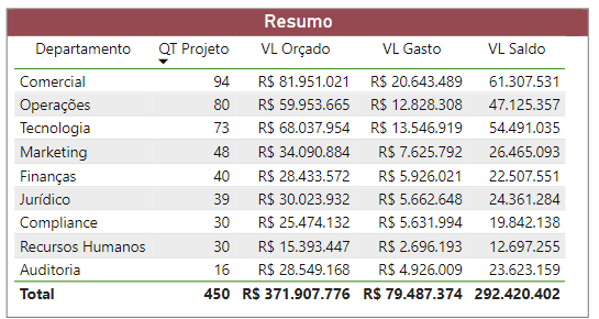 Resumo
Departamento QT Projeto VL Orçado VL Gasto VL Saldo
Comercial 94 R$ 81.951.021 R$ 20.643.489 61.307.531
Operações 80 R$ 59.953.665 R$ 12.828.308 47.125.357
Tecnologia 73 R$ 68.037.954 R$ 13.546.919 54.491.035
Marketing 48 R$ 34.090.884 R$ 7.625.792 26.465.093
Finanças 40 R$ 28.433.572 R$ 5.926.021 22.507.551
Jurídico 39 R$ 30.023.932 R$ 5.662.648 24.361.284
Compliance 30 R$ 25.474.132 R$ 5.631.994 19.842.138
Recursos Humanos 30 R$ 15.393.447 R$ 2.696.193 12.697.255
Auditoria 16 R$ 28.549.168 R$ 4.926.009 23.623.159
Total 450 R$ 371.907.776 R$ 79.487.374 292.420.402